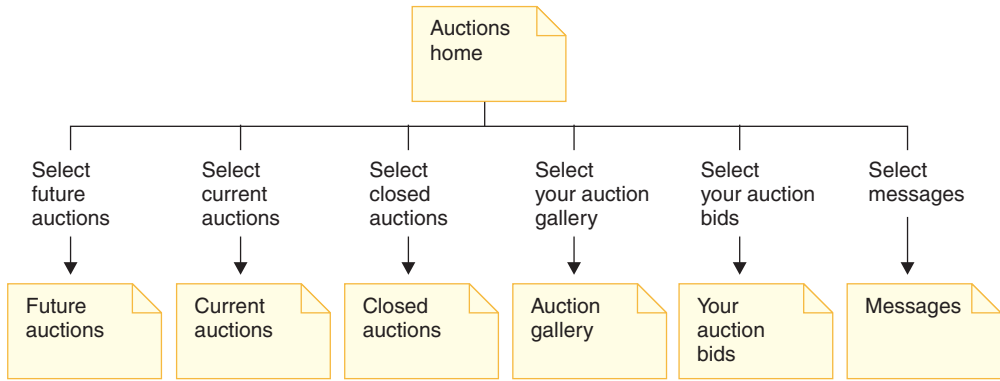 Auctions
home
Select
future
auctions
Select
current
auctions
Select
closed
auctions
Select
your auction
gallery
Select
your auction
bids
Select
messages
Future
auctions
Current
auctions
Closed
auctions
Auction
gallery
Your
auction
bids
Messages